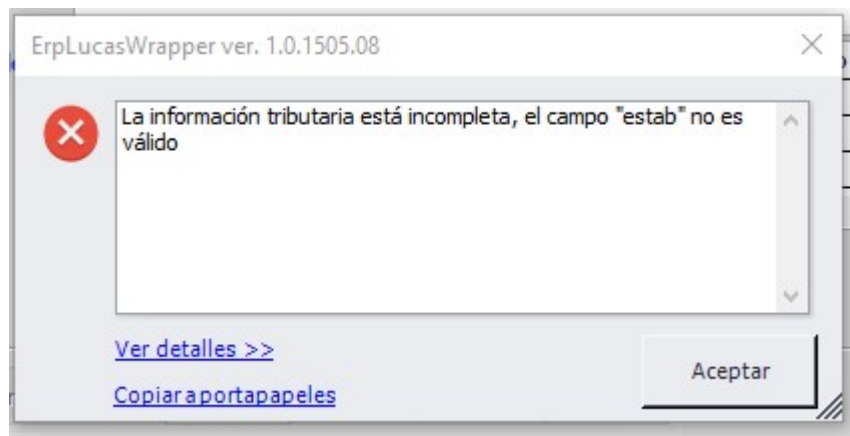 ErpLucasWrapper ver. 1.0.1505.08
La información tributaria está incompleta, el campo "estab" no es
válido
Ver detalles >>
Copiar a portapapeles
Aceptar